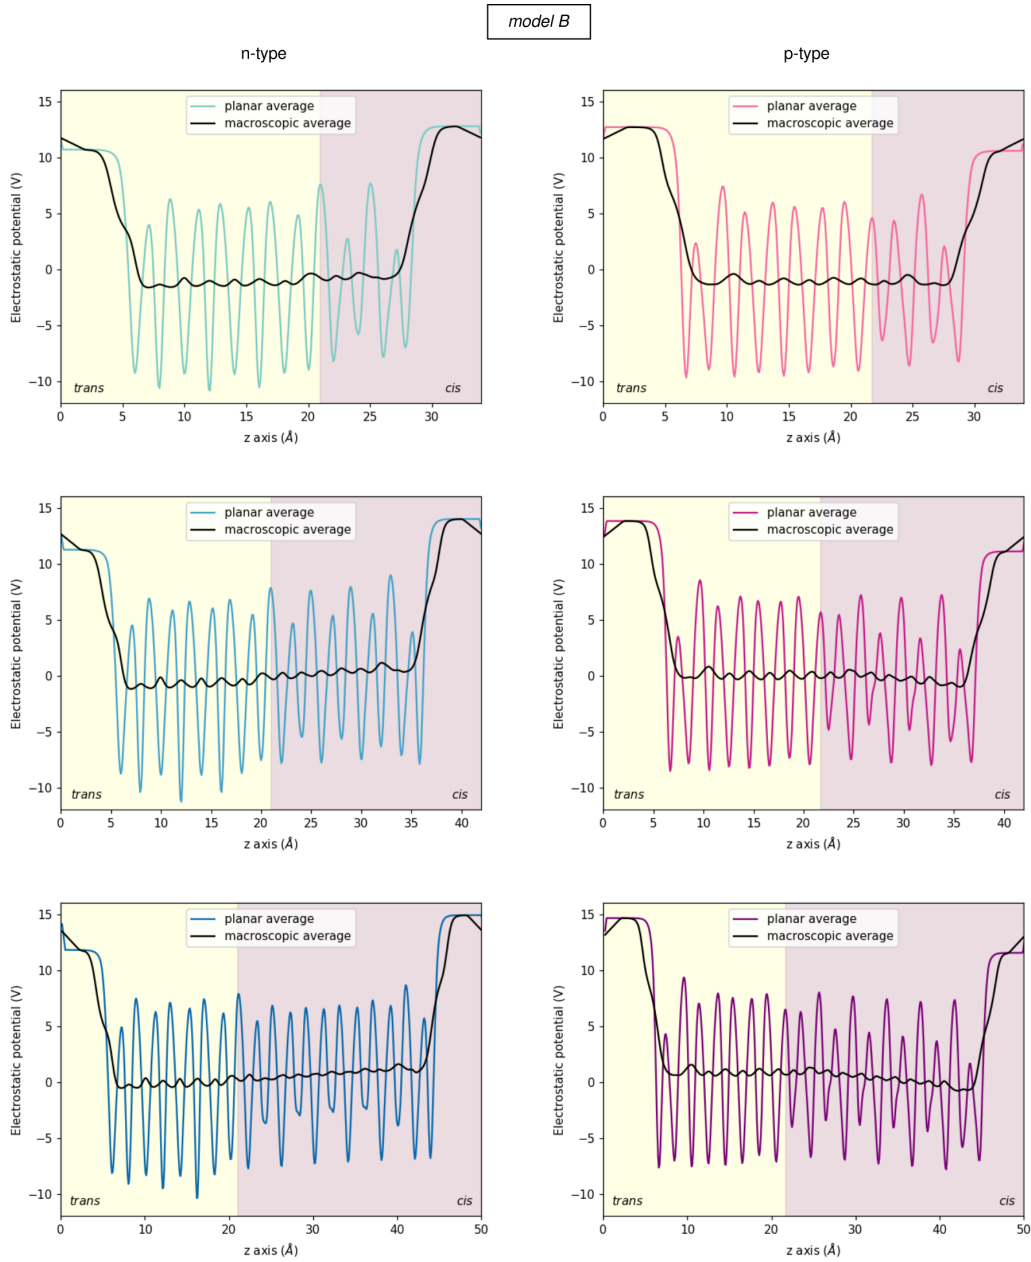 model B
n-type
p-type
planar average
macroscopic average
Electrostatic potential (V)
15
10
5
0
−5
−10
trans
cis
0 5 10 15 20 25 30
z axis (Å)
planar average
macroscopic average
Electrostatic potential (V)
15
10
5
0
−5
−10
trans
cis
0 5 10 15 20 25 30
z axis (Å)
planar average
macroscopic average
Electrostatic potential (V)
15
10
5
0
−5
−10
trans
cis
0 5 10 15 20 25 30 35 40
z axis (Å)
planar average
macroscopic average
Electrostatic potential (V)
15
10
5
0
−5
−10
trans
cis
0 5 10 15 20 25 30 35 40
z axis (Å)
planar average
macroscopic average
Electrostatic potential (V)
15
10
5
0
−5
−10
trans
cis
0 10 20 30 40 50
z axis (Å)
planar average
macroscopic average
Electrostatic potential (V)
15
10
5
0
−5
−10
trans
cis
0 10 20 30 40 50
z axis (Å)